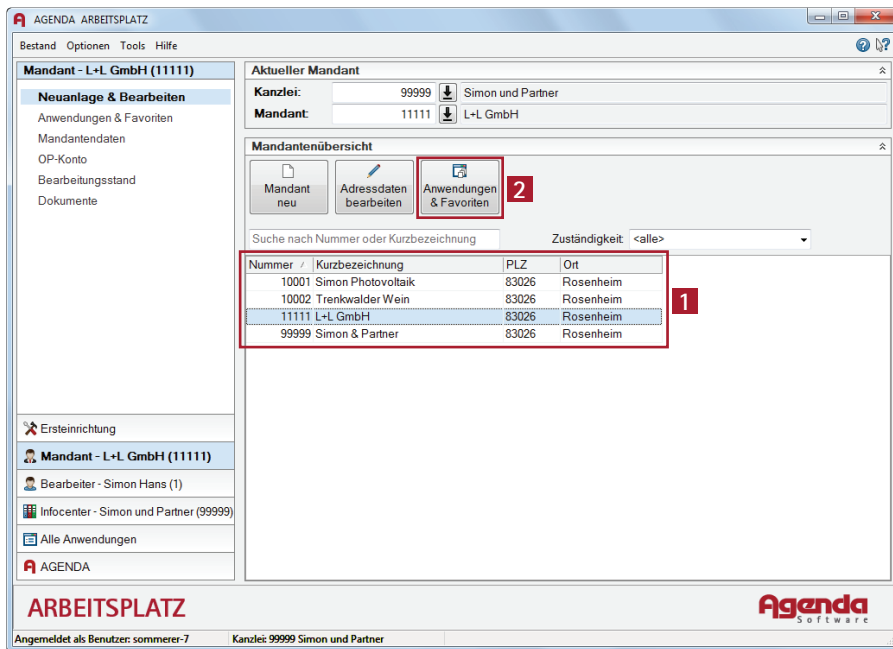 AGENDA ARBEITSPLATZ
Bestand Optionen Tools Hilfe
Mandant - L+L GmbH (11111)
Neuanlage & Bearbeiten
Anwendungen & Favoriten
Mandantendaten
OP-Konto
Bearbeitungsstand
Dokumente
Ersteinrichtung
Mandant - L+L GmbH (11111)
Bearbeiter - Simon Hans (1)
Infocenter - Simon und Partner (99999)
Alle Anwendungen
AGENDA
Aktueller Mandant
Kanzlei: 99999 Simon und Partner
Mandant: 11111 L+L GmbH
Mandantenübersicht
Mandant neu
Adressdaten bearbeiten
Anwendungen & Favoriten
2
Suche nach Nummer oder Kurzbezeichnung Zuständigkeit: <alle>
Nummer Kurzbezeichnung PLZ Ort
10001 Simon Photovoltaik 83026 Rosenheim
10002 Trenkwalder Wein 83026 Rosenheim
11111 L+L GmbH 83026 Rosenheim
99999 Simon & Partner 83026 Rosenheim
1
ARBEITSPLATZ
Agenda
Software
Angemeldet als Benutzer: sommerer-7 Kanzlei: 99999 Simon und Partner